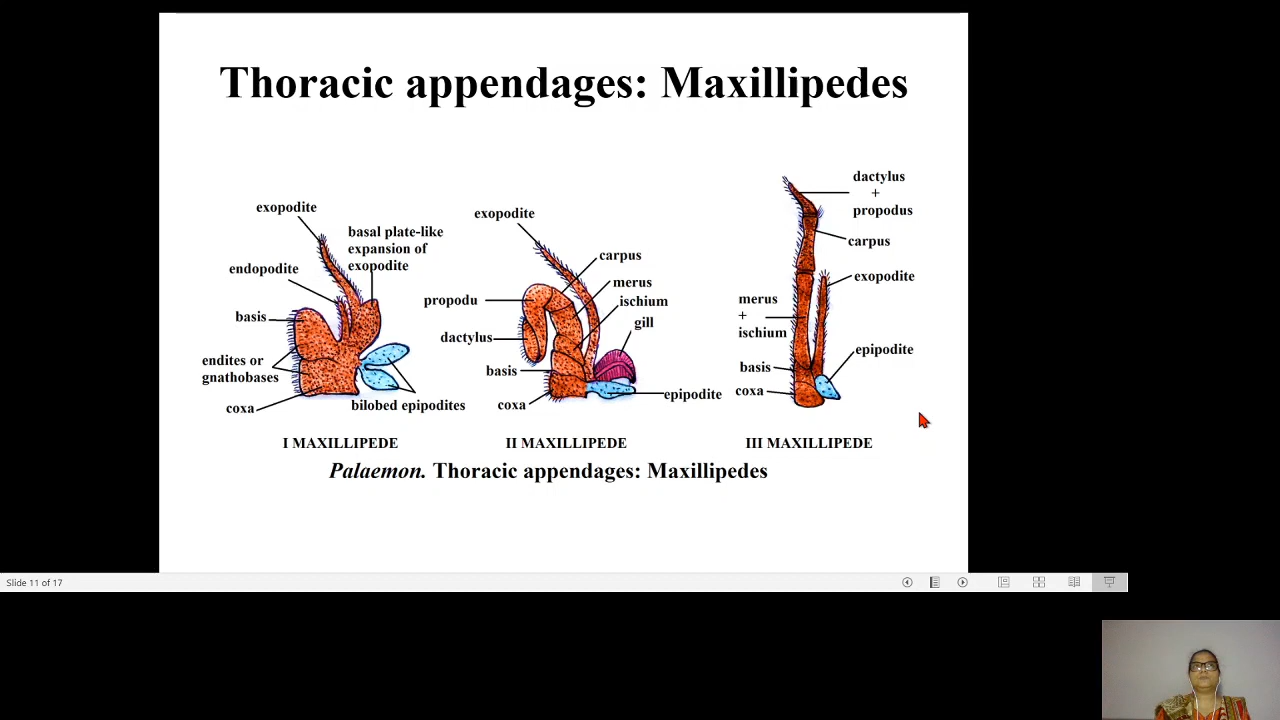 Thoracic appendages: Maxillipedes
exopodite
basal plate-like
expansion of
exopodite
endopodite
basis
endites or
gnathobases
coxa
bilobed epipodites
I MAXILLIPEDE
exopodite
carpus
merus
ischium
gill
propodu
dactylus
basis
coxa
epipodite
II MAXILLIPEDE
dactylus
+
propodus
carpus
exopodite
merus
+
ischium
epipodite
basis
coxa
III MAXILLIPEDE
Palaemon. Thoracic appendages: Maxillipedes
Slide 11 of 17